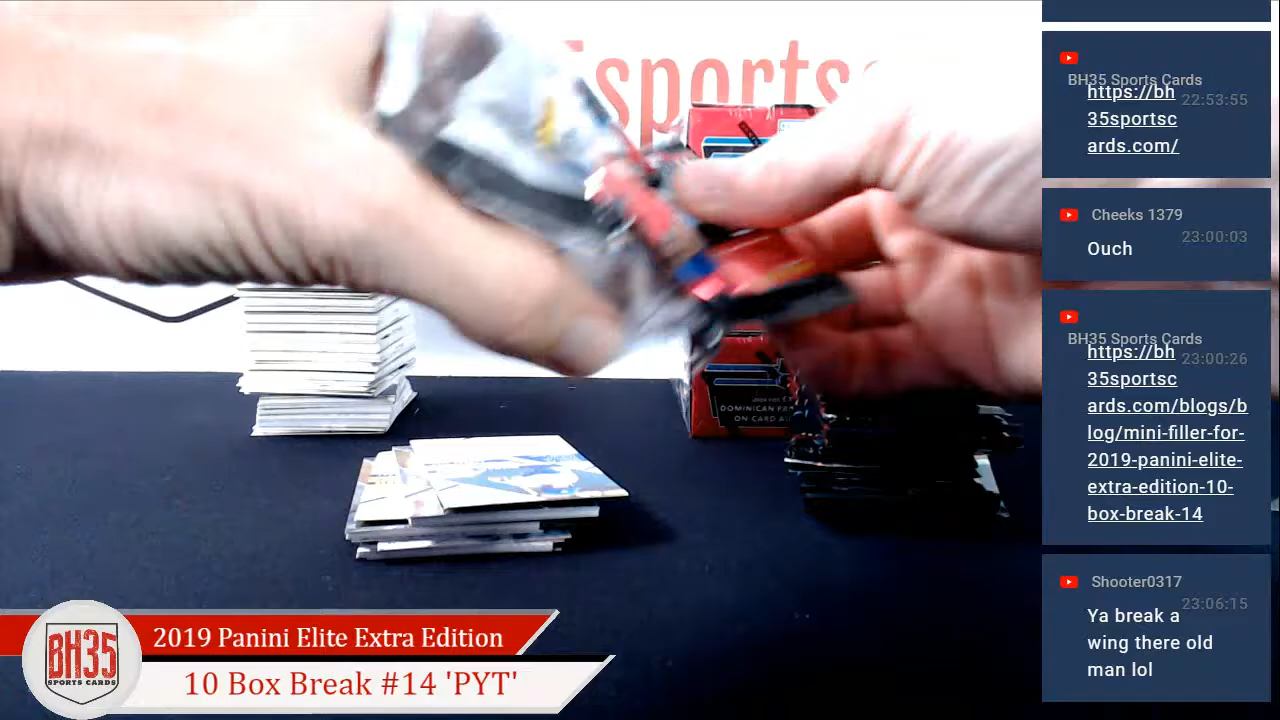 sports
DOMINICAN
ON CARD
BH35 Sports Cards
22:53:55
https://bh
35sportsc
ards.com/
Cheeks 1379
23:00:03
Ouch
BH35 Sports Cards
23:00:26
https://bh
35sportsc
ards.com/blogs/b
log/mini-filler-for-
2019-panini-elite-
extra-edition-10-
box-break-14
Shooter0317
23:06:15
Ya break a
wing there old
man lol
BH35
SPORTS CARDS
2019 Panini Elite Extra Edition
10 Box Break #14 'PYT'